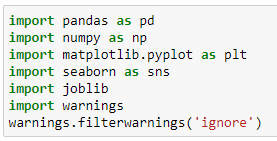 import pandas as pd
import numpy as np
import matplotlib.pyplot as plt
import seaborn as sns
import joblib
import warnings
warnings.filterwarnings('ignore')